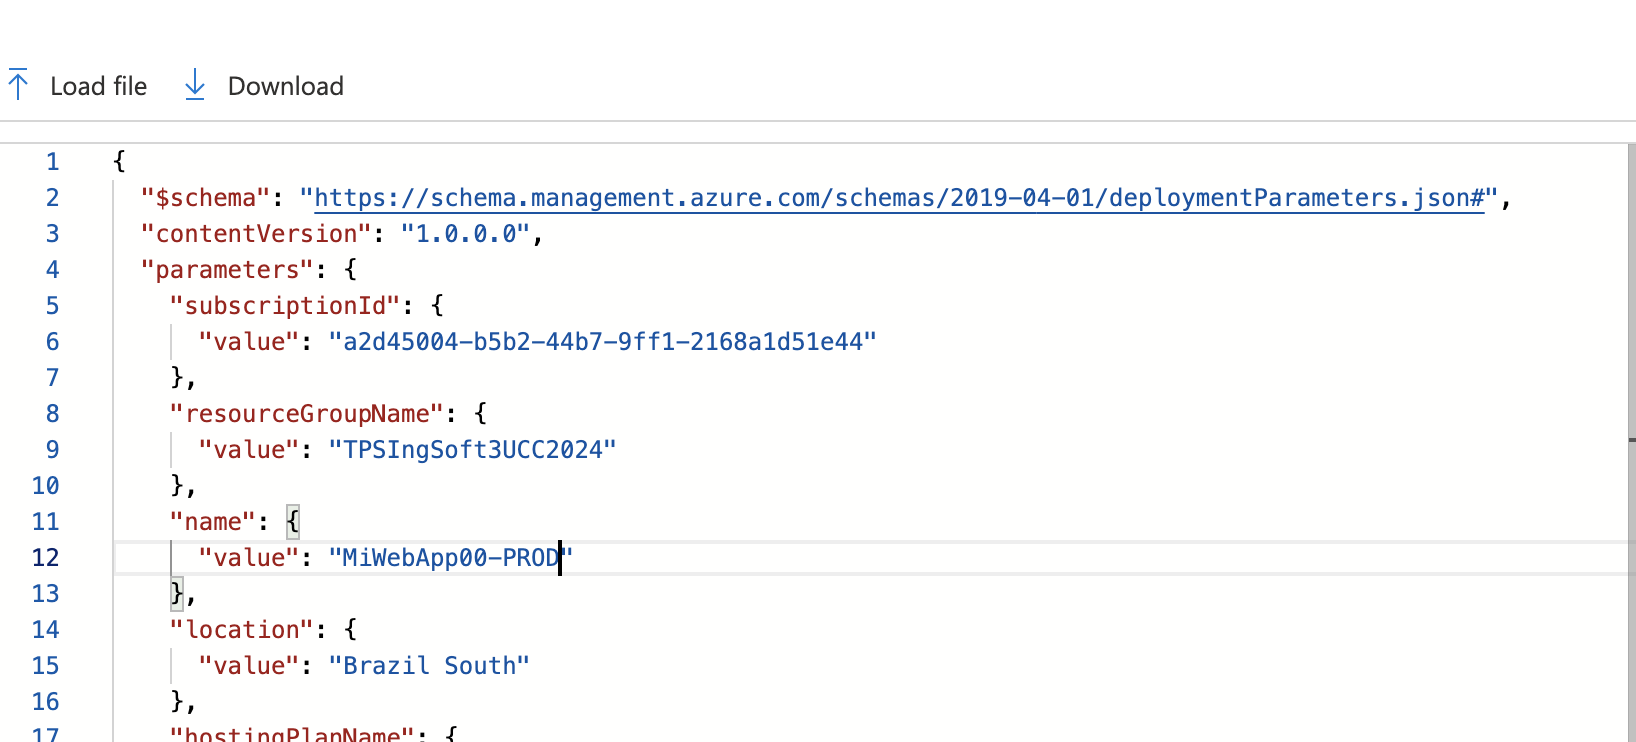 Load file Download
1 {
2 "$schema": "https://schema.management.azure.com/schemas/2019-04-01/deploymentParameters.json#",
3 "contentVersion": "1.0.0.0",
4 "parameters": {
5 "subscriptionId": {
6 "value": "a2d45004-b5b2-44b7-9ff1-2168a1d51e44"
7 },
8 "resourceGroupName": {
9 "value": "TPSIngSoft3UCC2024"
10 },
11 "name": {
12 "value": "MiWebApp00-PROD"
13 },
14 "location": {
15 "value": "Brazil South"
16 },
17 "hostingPlanName": {